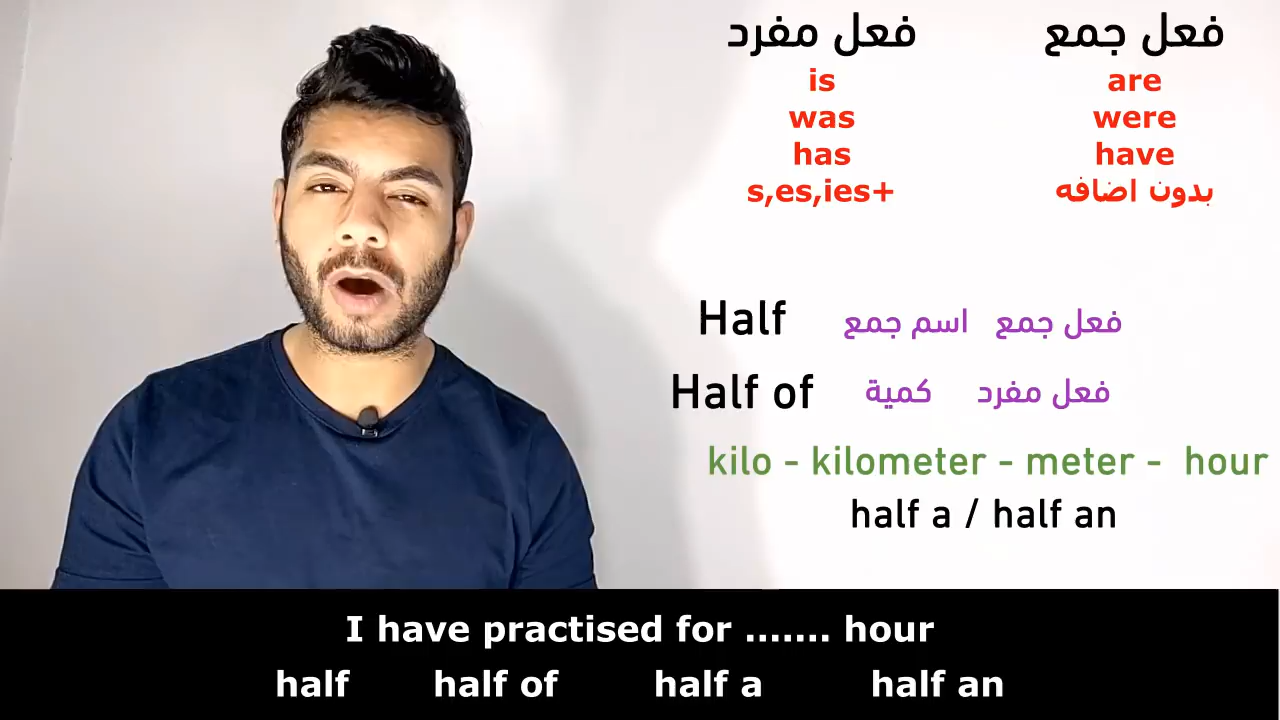 فعل مفرد فعل جمع
is are
was were
has have
s,es,ies+ بدون اضافه
Half اسم جمع فعل جمع
Half of كمية فعل مفرد
kilo - kilometer - meter - hour
half a / half an
I have practised for ....... hour
half half of half a half an